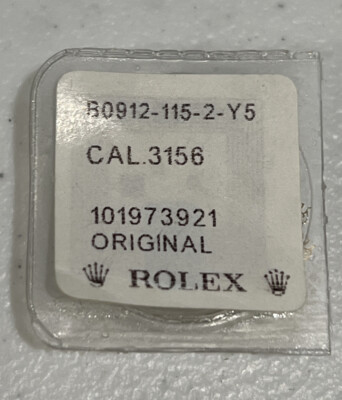 B0912-115-2-Y5
CAL.3156
101973921
ORIGINAL
ROLEX